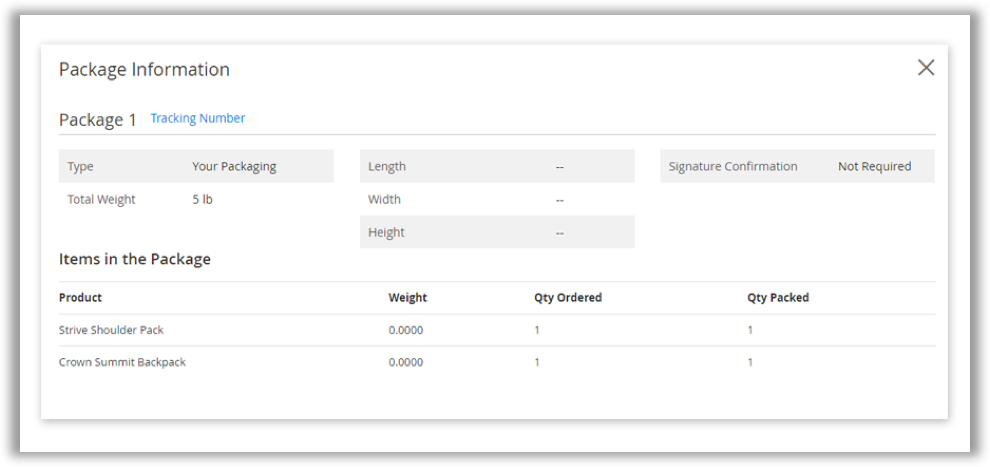 Package Information
Package 1 Tracking Number
Type Your Packaging Length -- Signature Confirmation Not Required
Total Weight 5 lb Width --
Height --
Items in the Package
Product Weight Qty Ordered Qty Packed
Strive Shoulder Pack 0.0000 1 1
Crown Summit Backpack 0.0000 1 1